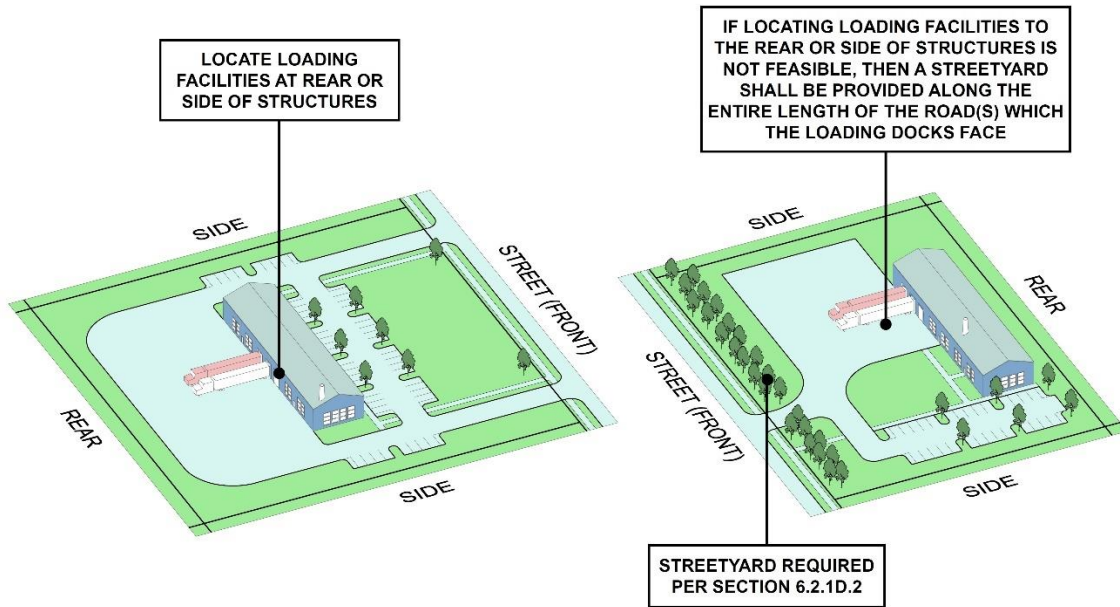 LOCATE LOADING
FACILITIES AT REAR OR
SIDE OF STRUCTURES
IF LOCATING LOADING FACILITIES TO
THE REAR OR SIDE OF STRUCTURES IS
NOT FEASIBLE, THEN A STREETYARD
SHALL BE PROVIDED ALONG THE
ENTIRE LENGTH OF THE ROAD(S) WHICH
THE LOADING DOCKS FACE
SIDE
STREET (FRONT)
REAR
SIDE
SIDE
REAR
STREET (FRONT)
SIDE
STREETYARD REQUIRED
PER SECTION 6.2.1D.2